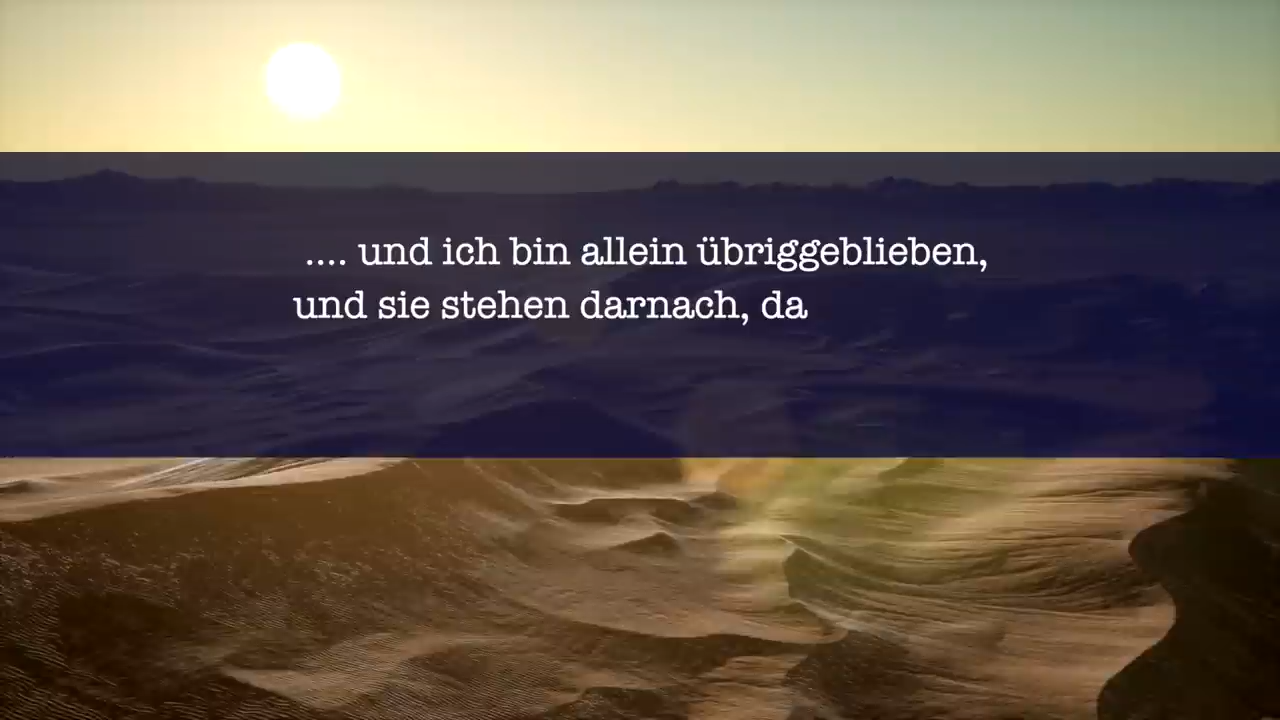 .... und ich bin allein übriggeblieben,
und sie stehen darnach, da